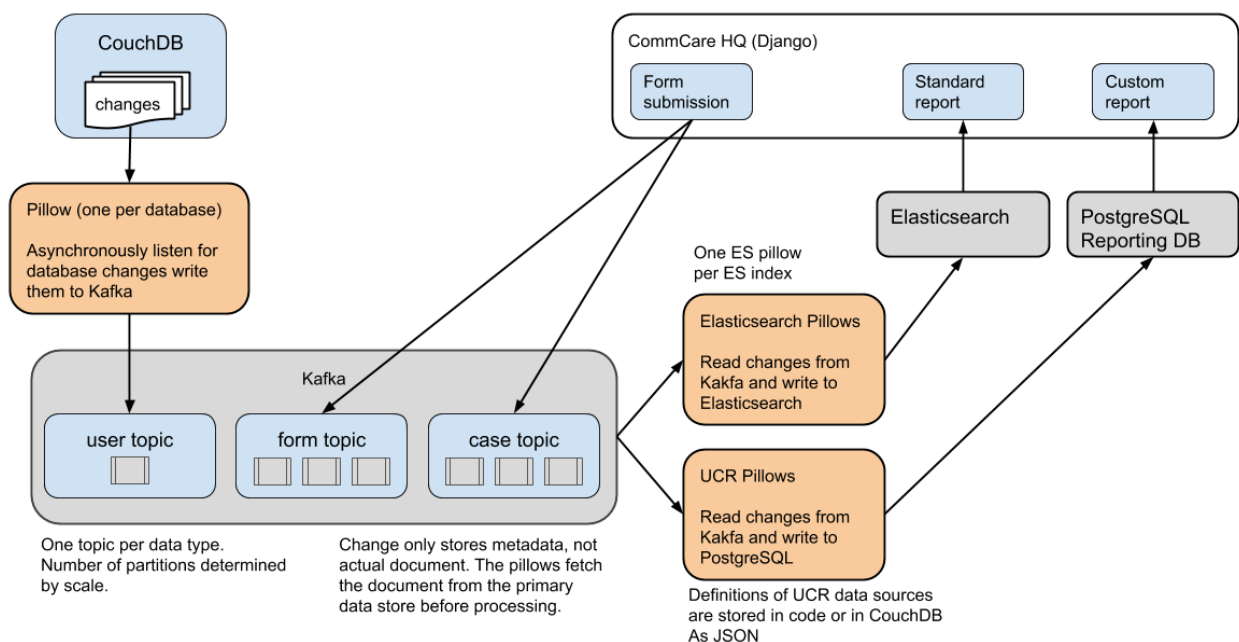 CouchDB
changes
Pillow (one per database)
Asynchronously listen for
database changes write
them to Kafka
CommCare HQ (Django)
Form
submission
Standard
report
Custom
report
Elasticsearch
PostgreSQL
Reporting DB
One ES pillow
per ES index
Elasticsearch Pillows
Read changes from
Kakfa and write to
Elasticsearch
Kafka
user topic
form topic
case topic
UCR Pillows
Read changes from
Kakfa and write to
PostgreSQL
One topic per data type.
Number of partitions determined
by scale.
Change only stores metadata, not
actual document. The pillows fetch
the document from the primary
data store before processing.
Definitions of UCR data sources
are stored in code or in CouchDB
As JSON